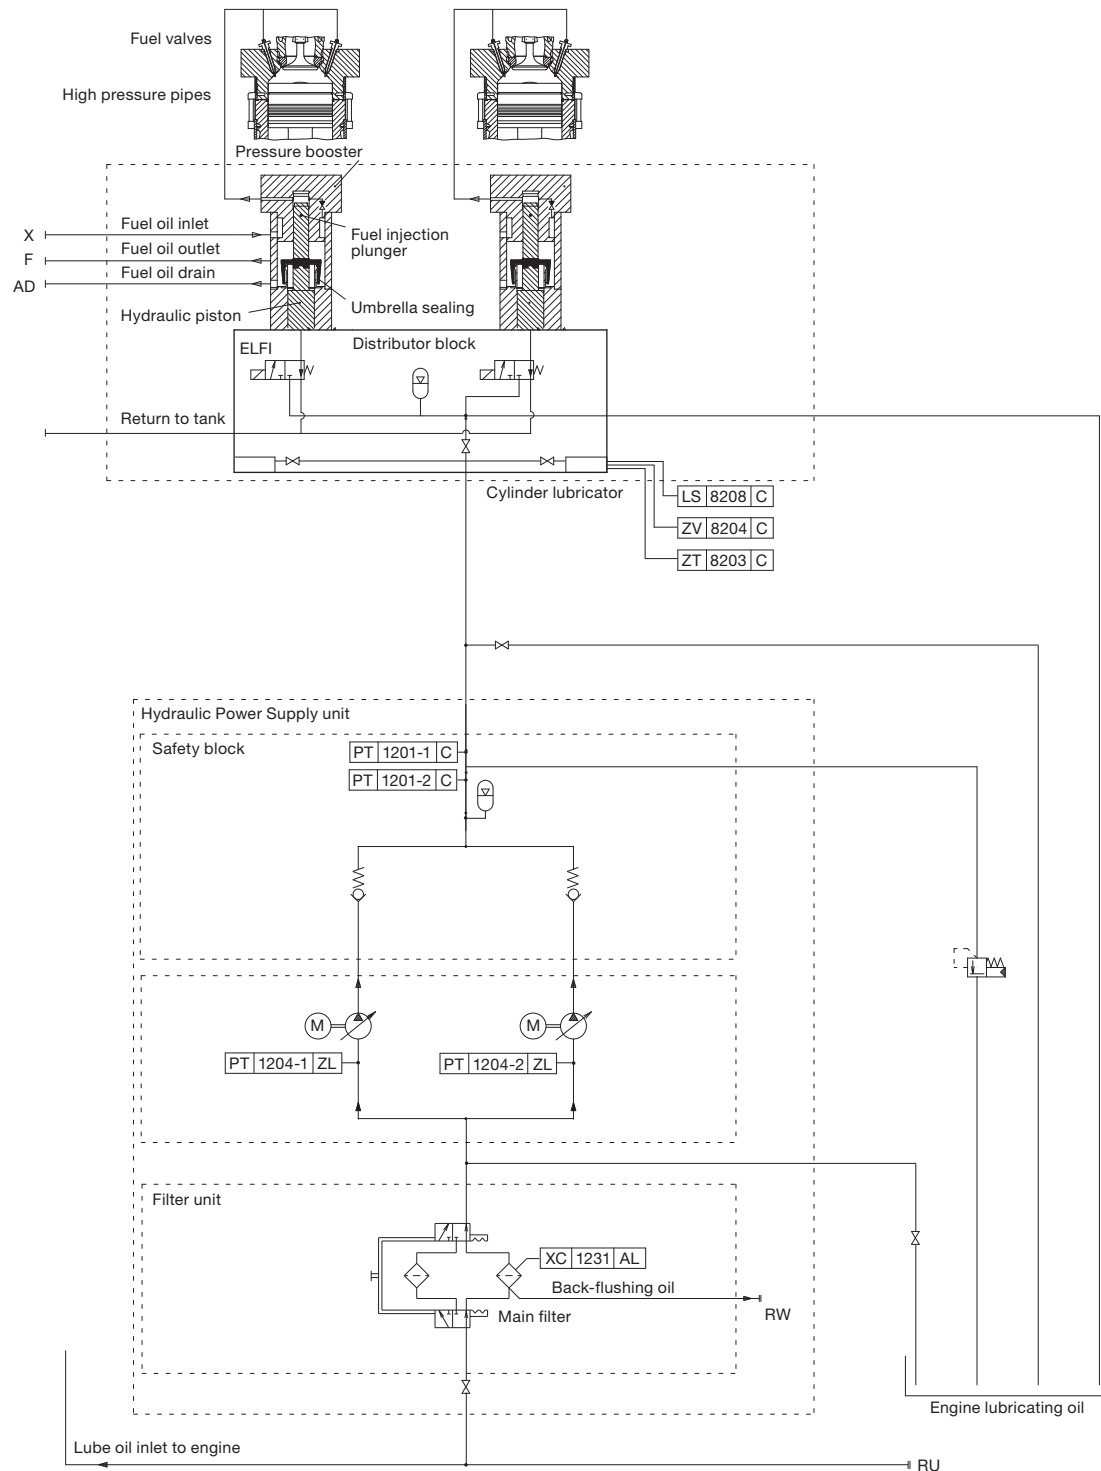 Fuel valves
High pressure pipes
Pressure booster
X
Fuel oil inlet
F
Fuel oil outlet
AD
Fuel oil drain
Fuel injection
plunger
Umbrella sealing
Hydraulic piston
ELFI
Distributor block
Return to tank
Cylinder lubricator
LS 8208 C
ZV 8204 C
ZT 8203 C
Hydraulic Power Supply unit
Safety block
PT 1201-1 C
PT 1201-2 C
M
M
PT 1204-1 ZL
PT 1204-2 ZL
Filter unit
XC 1231 AL
Back-flushing oil
RW
Main filter
Engine lubricating oil
Lube oil inlet to engine
RU